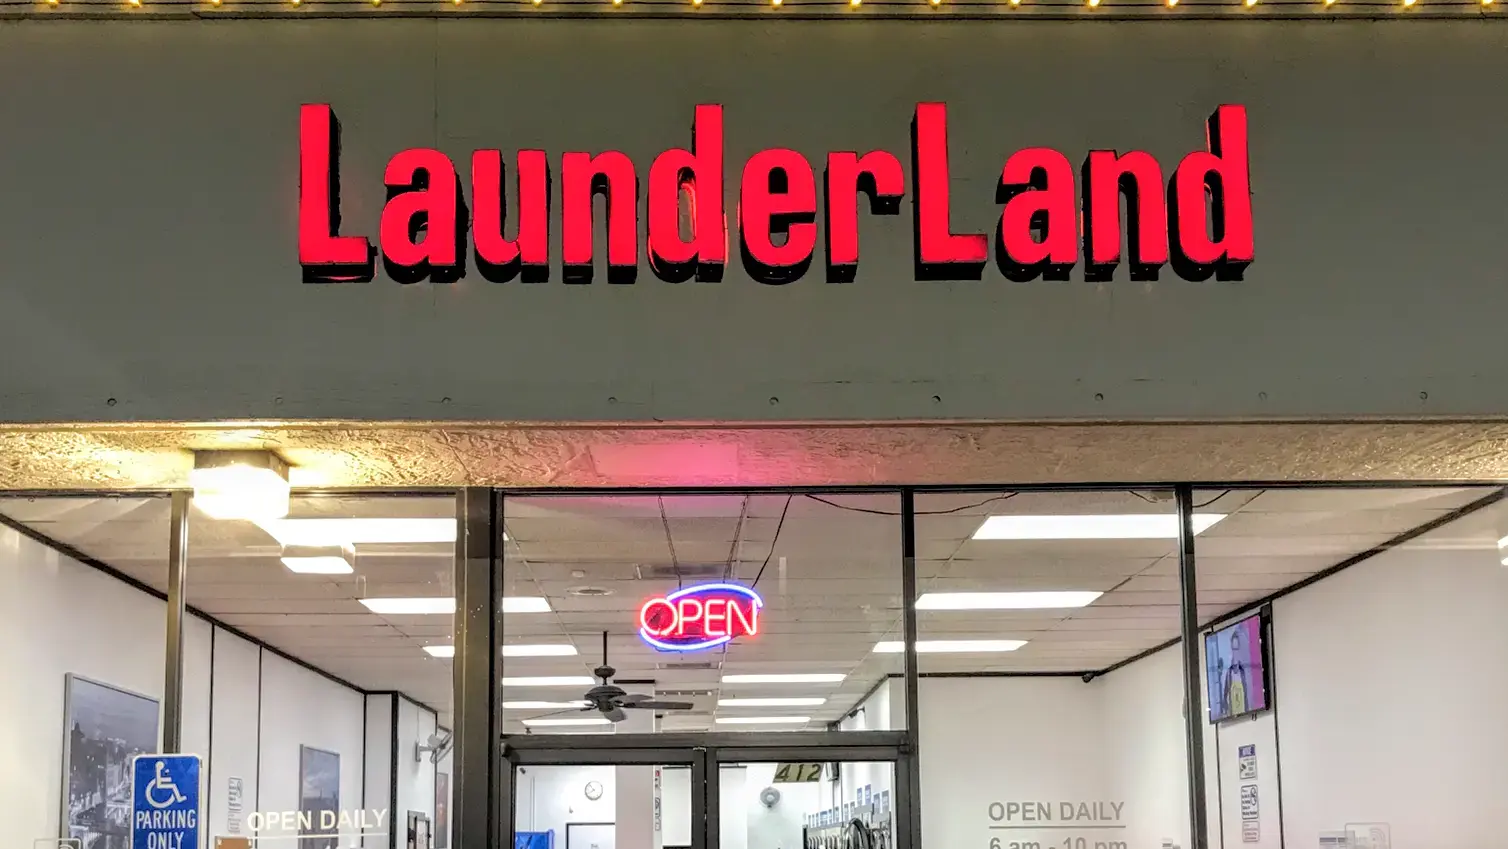 LaunderLand
OPEN
412
PARKING
ONLY
OPEN DAILY
OPEN DAILY
6 am - 10 pm